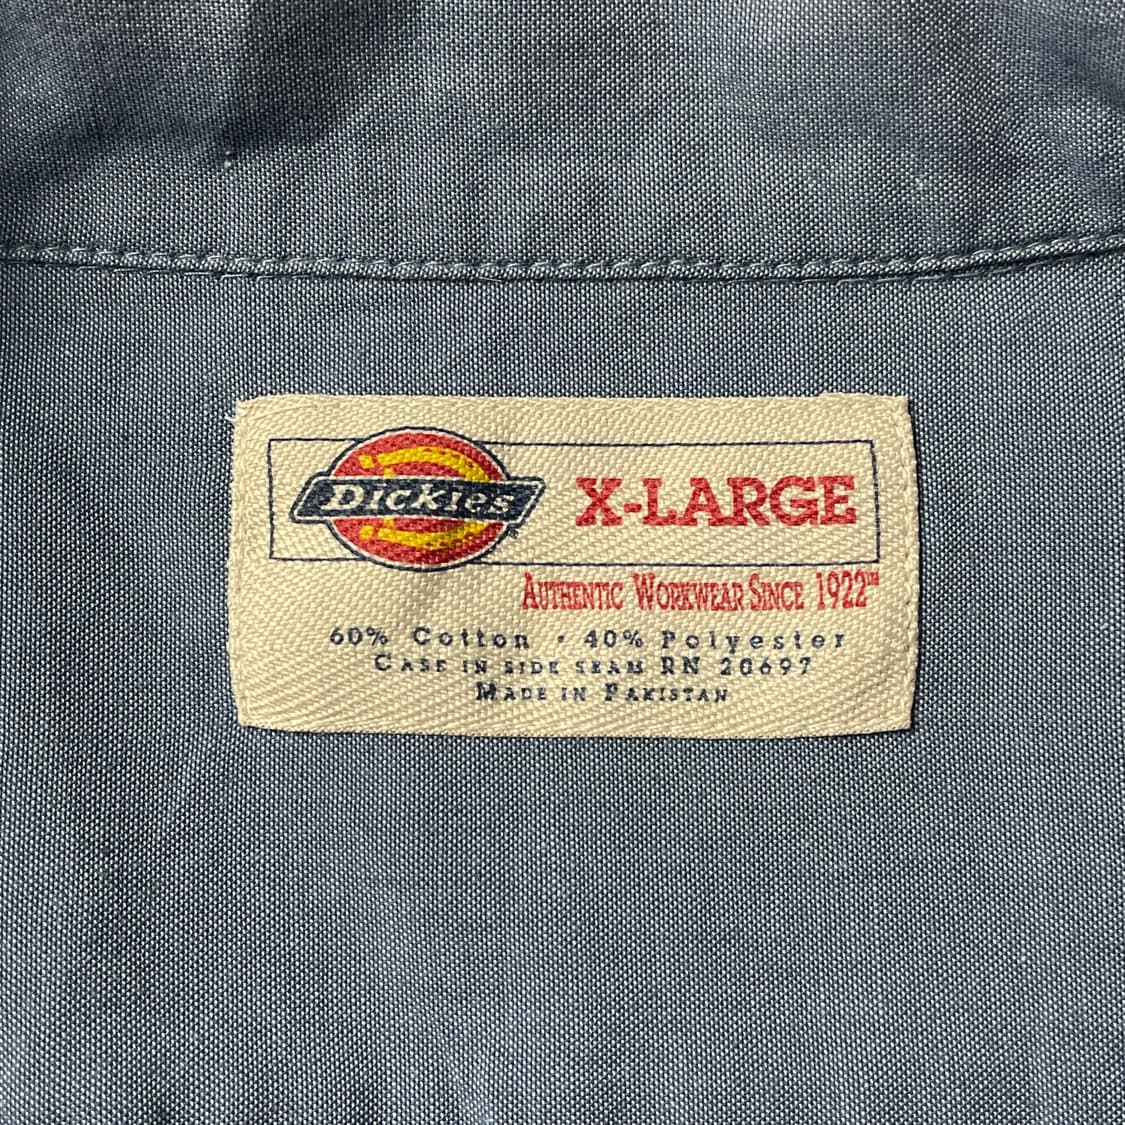 Dickies
X-LARGE
AUTHENTIC WORKWEAR SINCE 1922™
60% Cotton • 40% Polyester
CARE IN SIDE SEAM RN 20697
MADE IN PAKISTAN